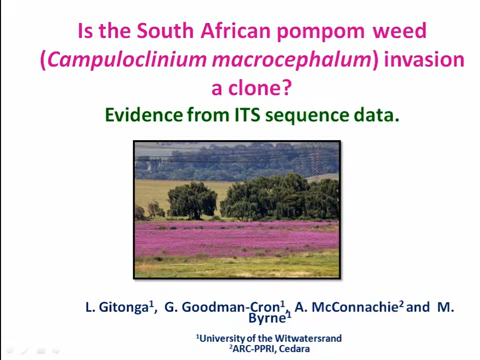 Is the South African pompom weed
(Campuloclinium macrocephalum) invasion
a clone?
Evidence from ITS sequence data.
L. Gitonga¹, G. Goodman-Cron¹, A. McConnachie² and M.
Byrne¹
¹University of the Witwatersrand
²ARC-PPRI, Cedara